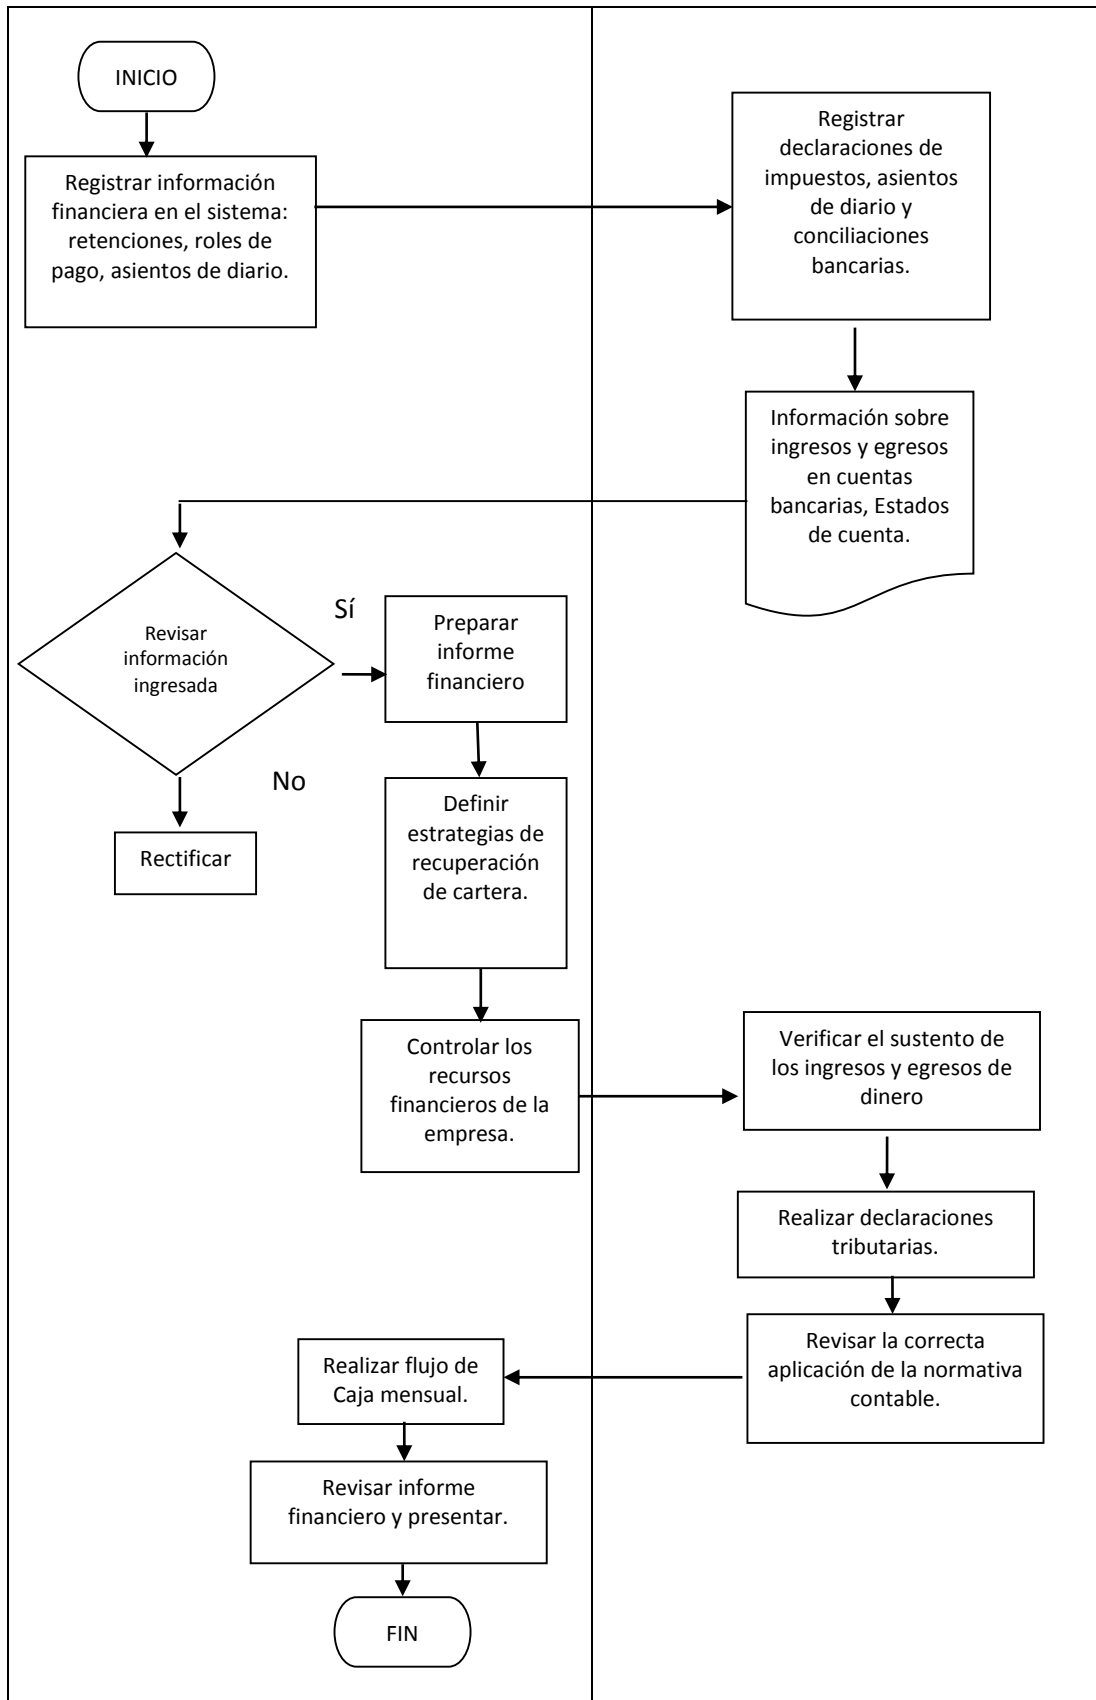 INICIO
Registrar información
financiera en el sistema:
retenciones, roles de
pago, asientos de diario.
Registrar
declaraciones de
impuestos, asientos
de diario y
conciliaciones
bancarias.
Información sobre
ingresos y egresos
en cuentas
bancarias, Estados
de cuenta.
Revisar
información
ingresada
Sí
Preparar
informe
financiero
No
Rectificar
Definir
estrategias de
recuperación
de cartera.
Controlar los
recursos
financieros de la
empresa.
Verificar el sustento de
los ingresos y egresos de
dinero
Realizar declaraciones
tributarias.
Revisar la correcta
aplicación de la normativa
contable.
Realizar flujo de
Caja mensual.
Revisar informe
financiero y presentar.
FIN